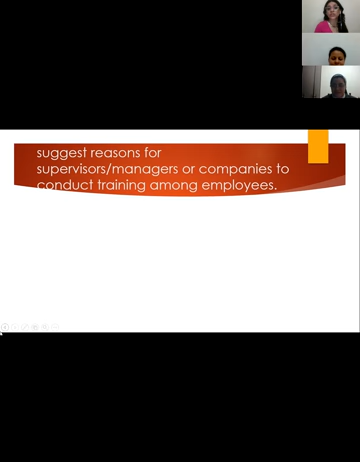 suggest reasons for
supervisors/managers or companies to
conduct training among employees.